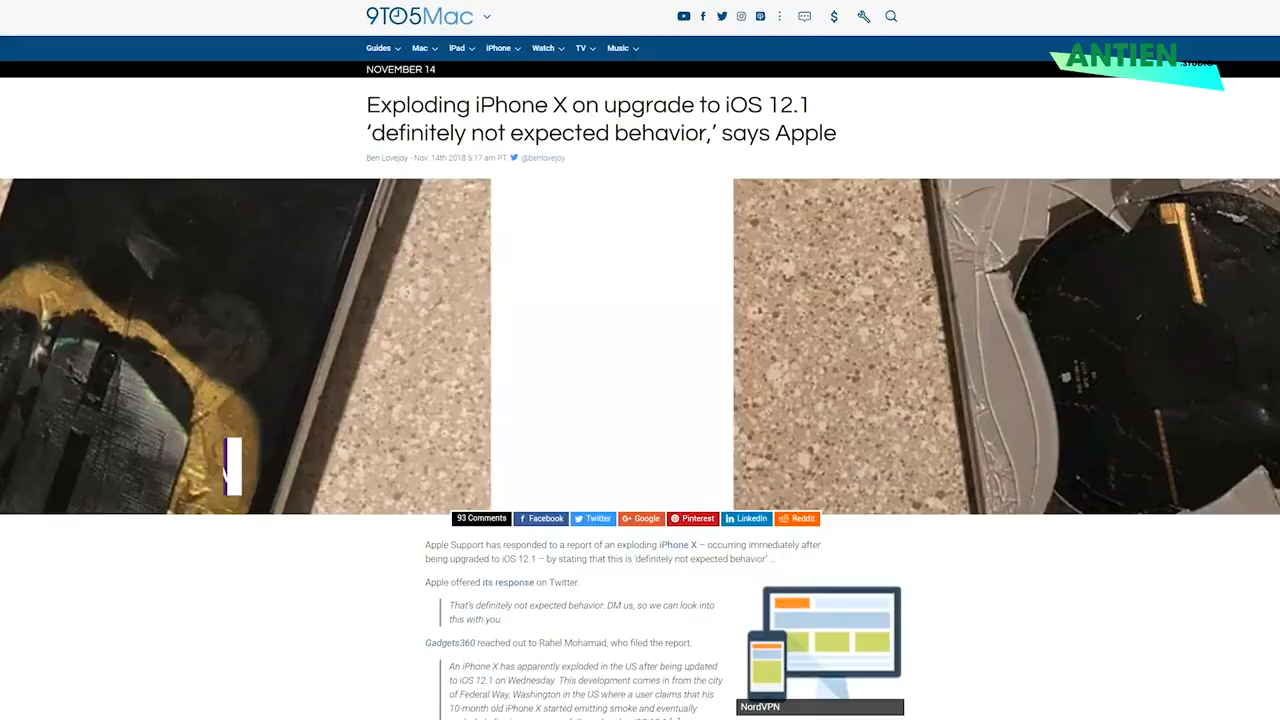 9TO5Mac
Guides Mac iPad iPhone Watch TV Music
ANTIEN
.STUDIO
NOVEMBER 14
Exploding iPhone X on upgrade to iOS 12.1
‘definitely not expected behavior,’ says Apple
Ben Lovejoy - Nov. 14th 2018 5:17 am PT @benlovejoy
93 Comments Facebook Twitter Google Pinterest LinkedIn Reddit
Apple Support has responded to a report of an exploding iPhone X – occurring immediately after
being upgraded to iOS 12.1 – by stating that this is ‘definitely not expected behavior’ …
Apple offered its response on Twitter.
That’s definitely not expected behavior. DM us, so we can look into
this with you.
Gadgets360 reached out to Rahel Mohamad, who filed the report.
An iPhone X has apparently exploded in the US after being updated
to iOS 12.1 on Wednesday. This development comes in from the city
of Federal Way, Washington in the US where a user claims that his
10-month old iPhone X started emitting smoke and eventually
NordVPN